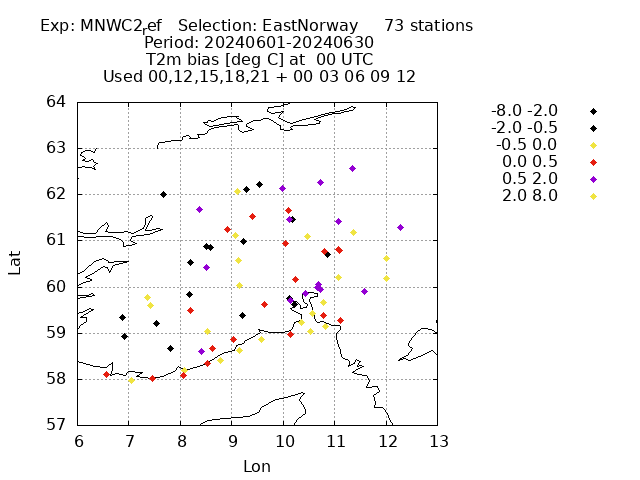 Exp: MNWC2ref   Selection: EastNorway     73 stations
Period: 20240601-20240630
T2m bias [deg C] at  00 UTC
Used 00,12,15,18,21 + 00 03 06 09 12
-8.0 -2.0
-2.0 -0.5
-0.5 0.0
0.0 0.5
0.5 2.0
2.0 8.0
64
63
62
61
60
59
58
57
Lat
6 7 8 9 10 11 12 13
Lon